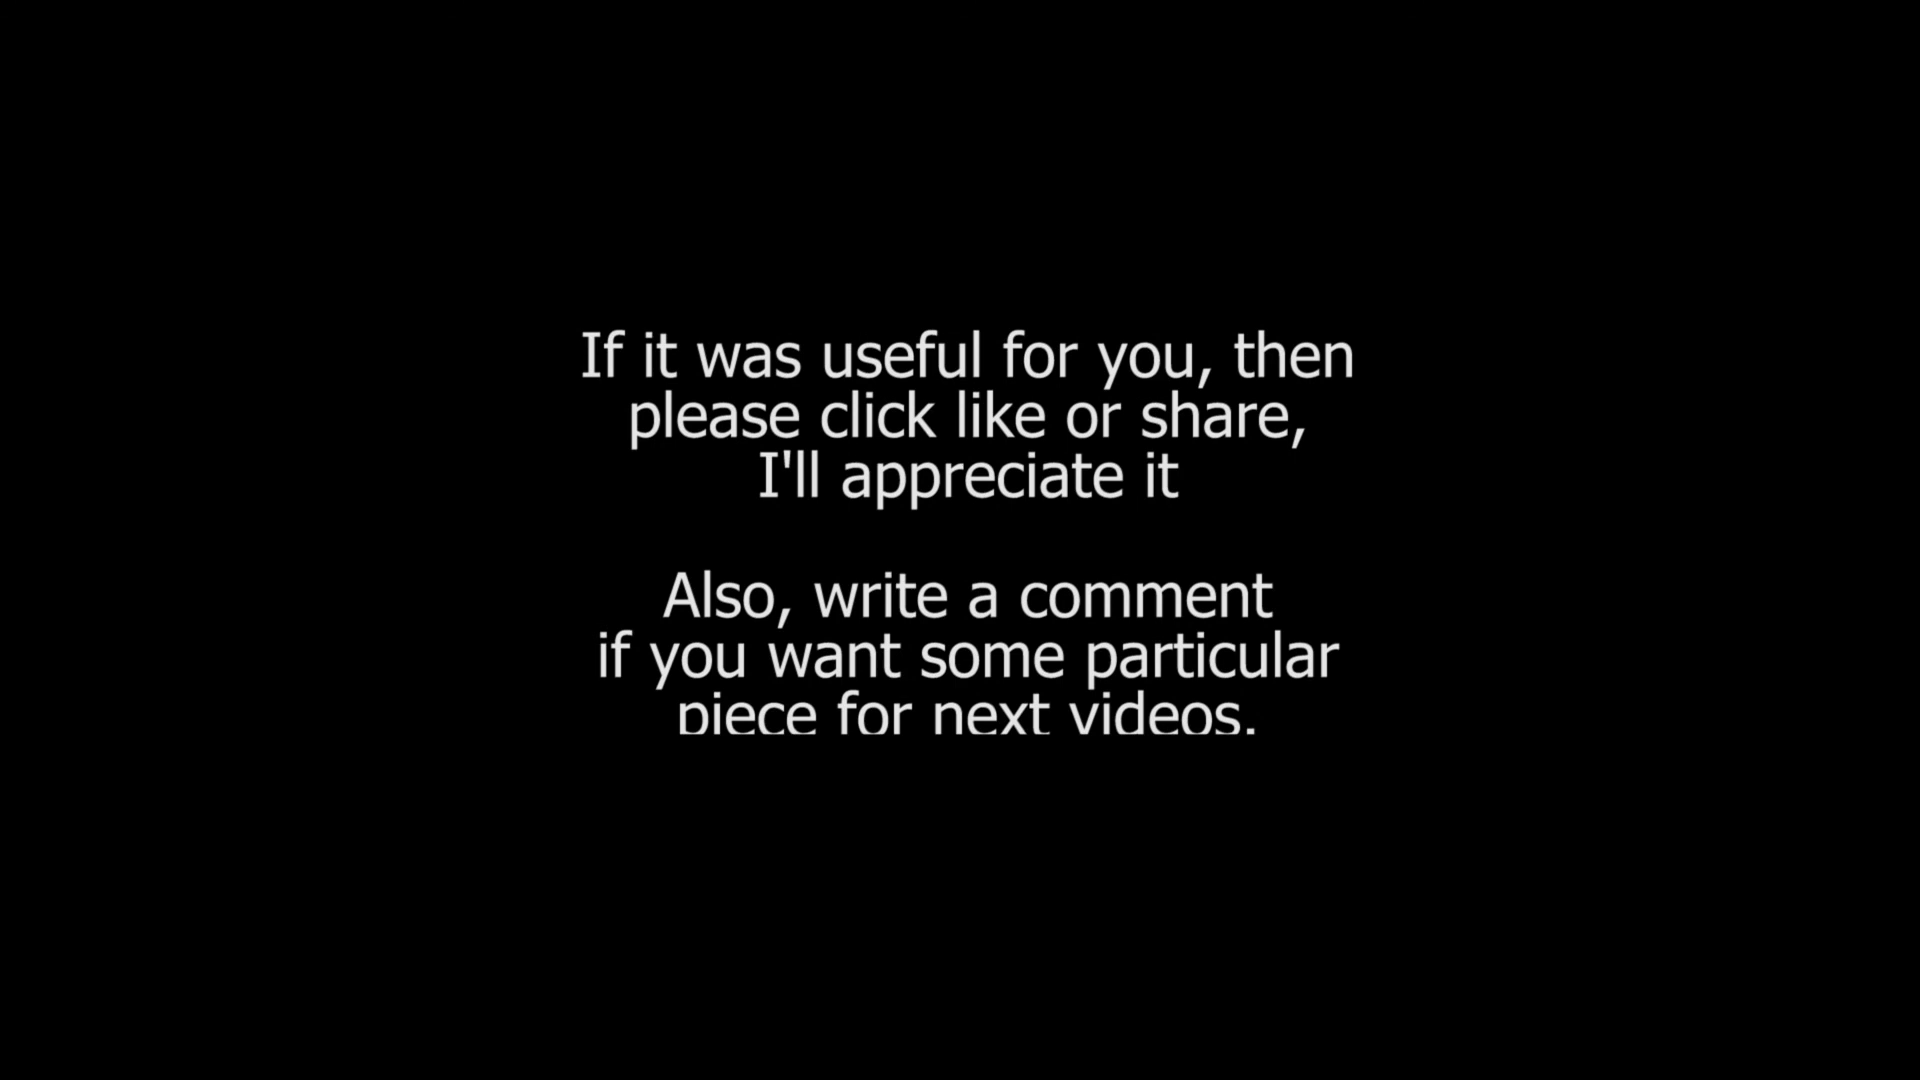 If it was useful for you, then
please click like or share,
I'll appreciate it
Also, write a comment
if you want some particular
piece for next videos.